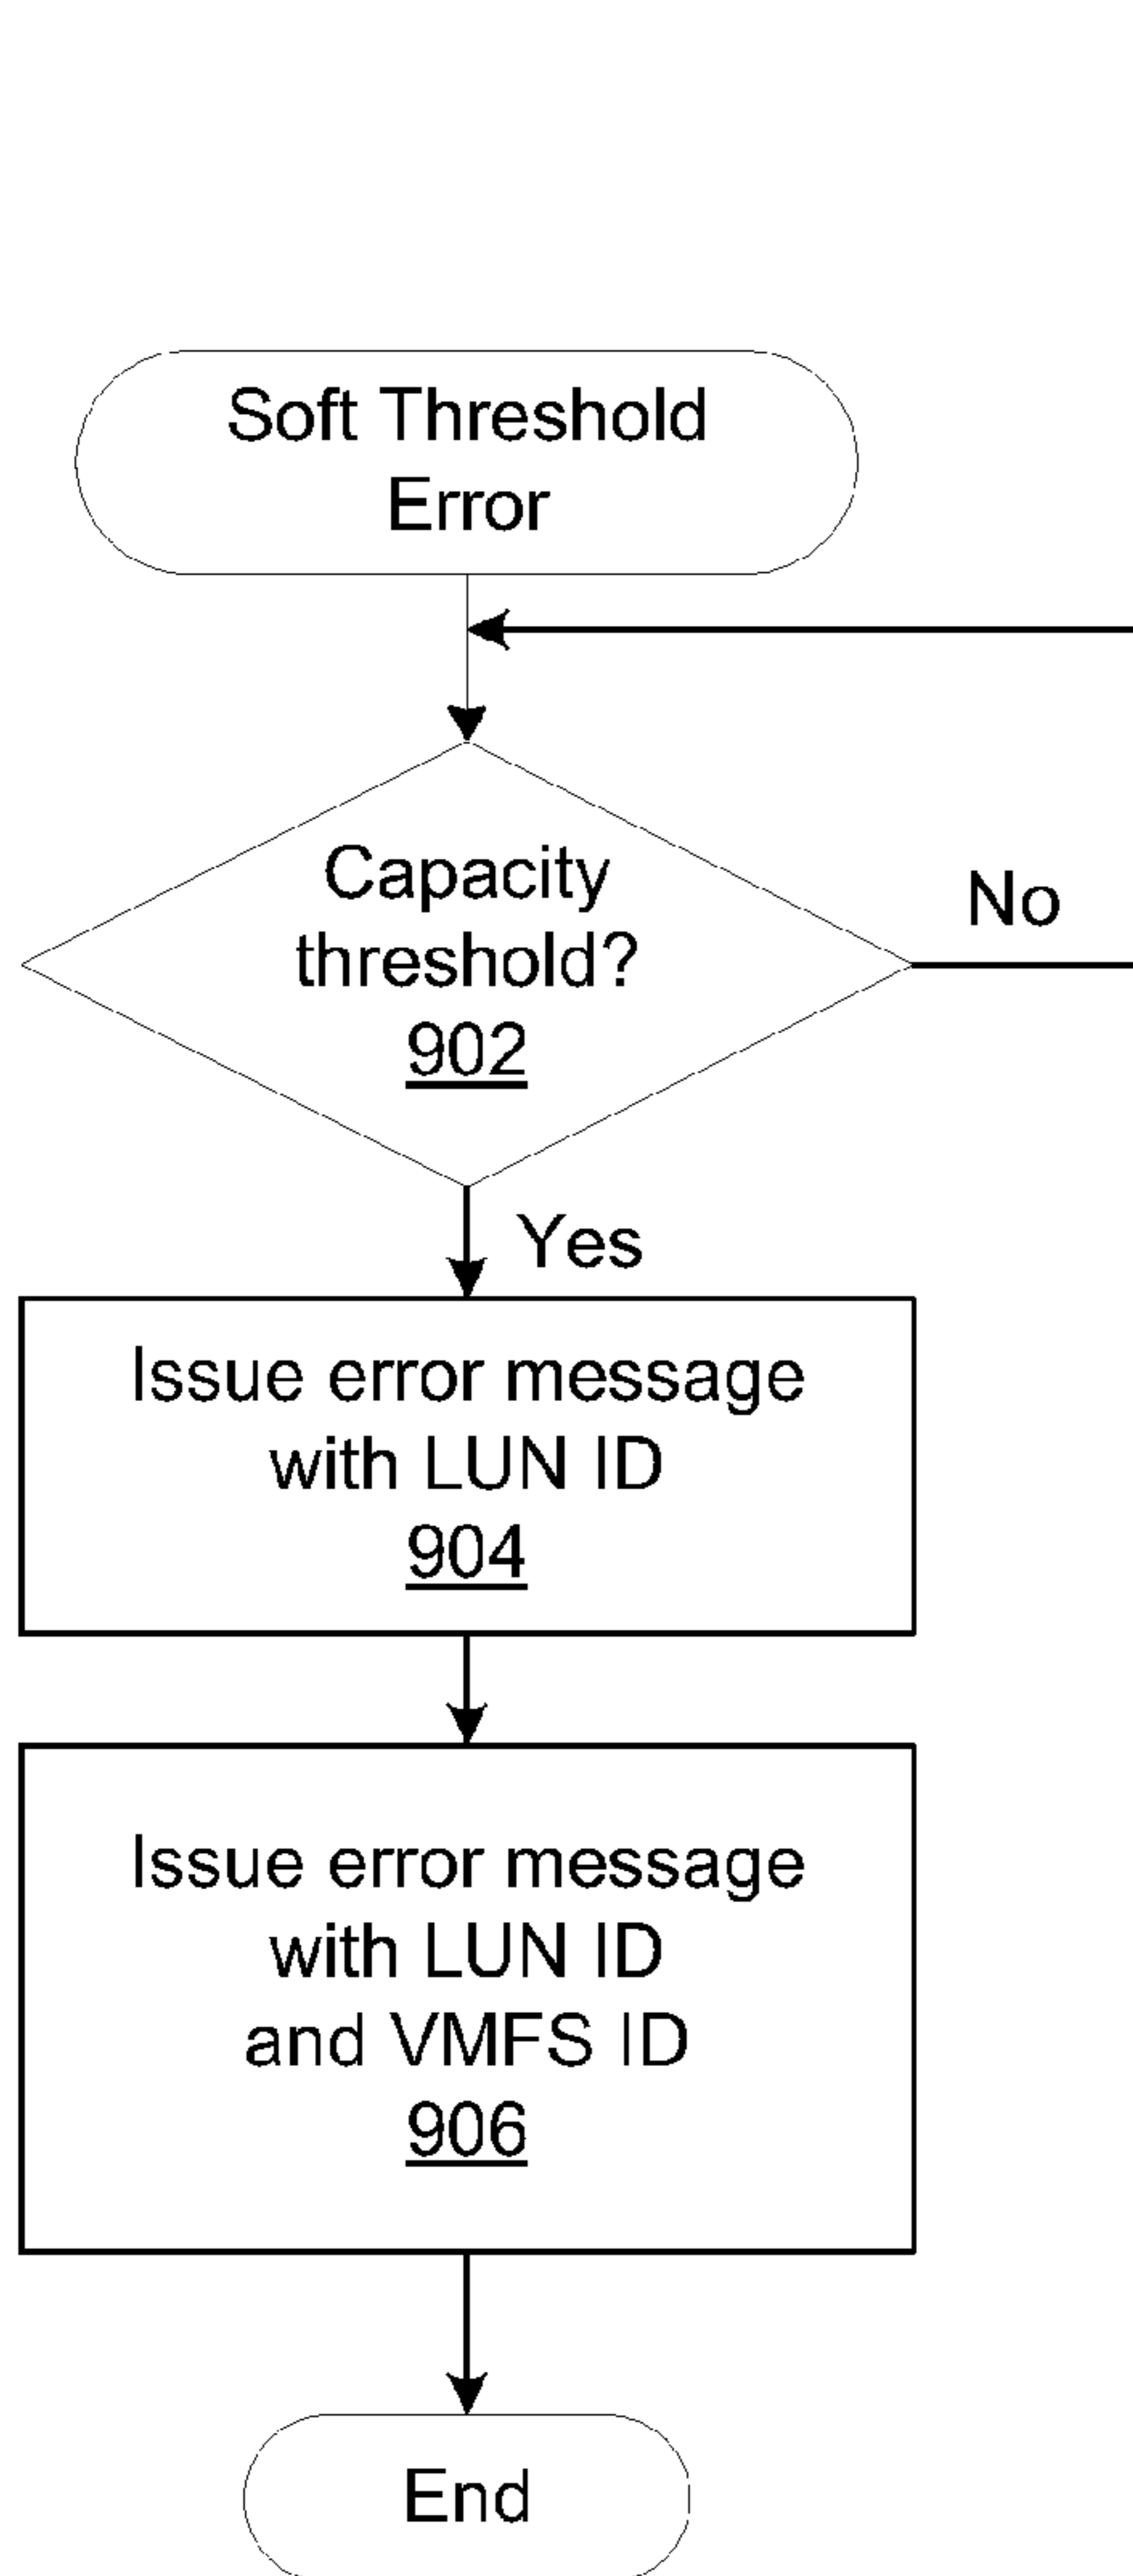 Soft Threshold
Error
Capacity
threshold?
902
No
Yes
Issue error message
with LUN ID
904
Issue error message
with LUN ID
and VMFS ID
906
End